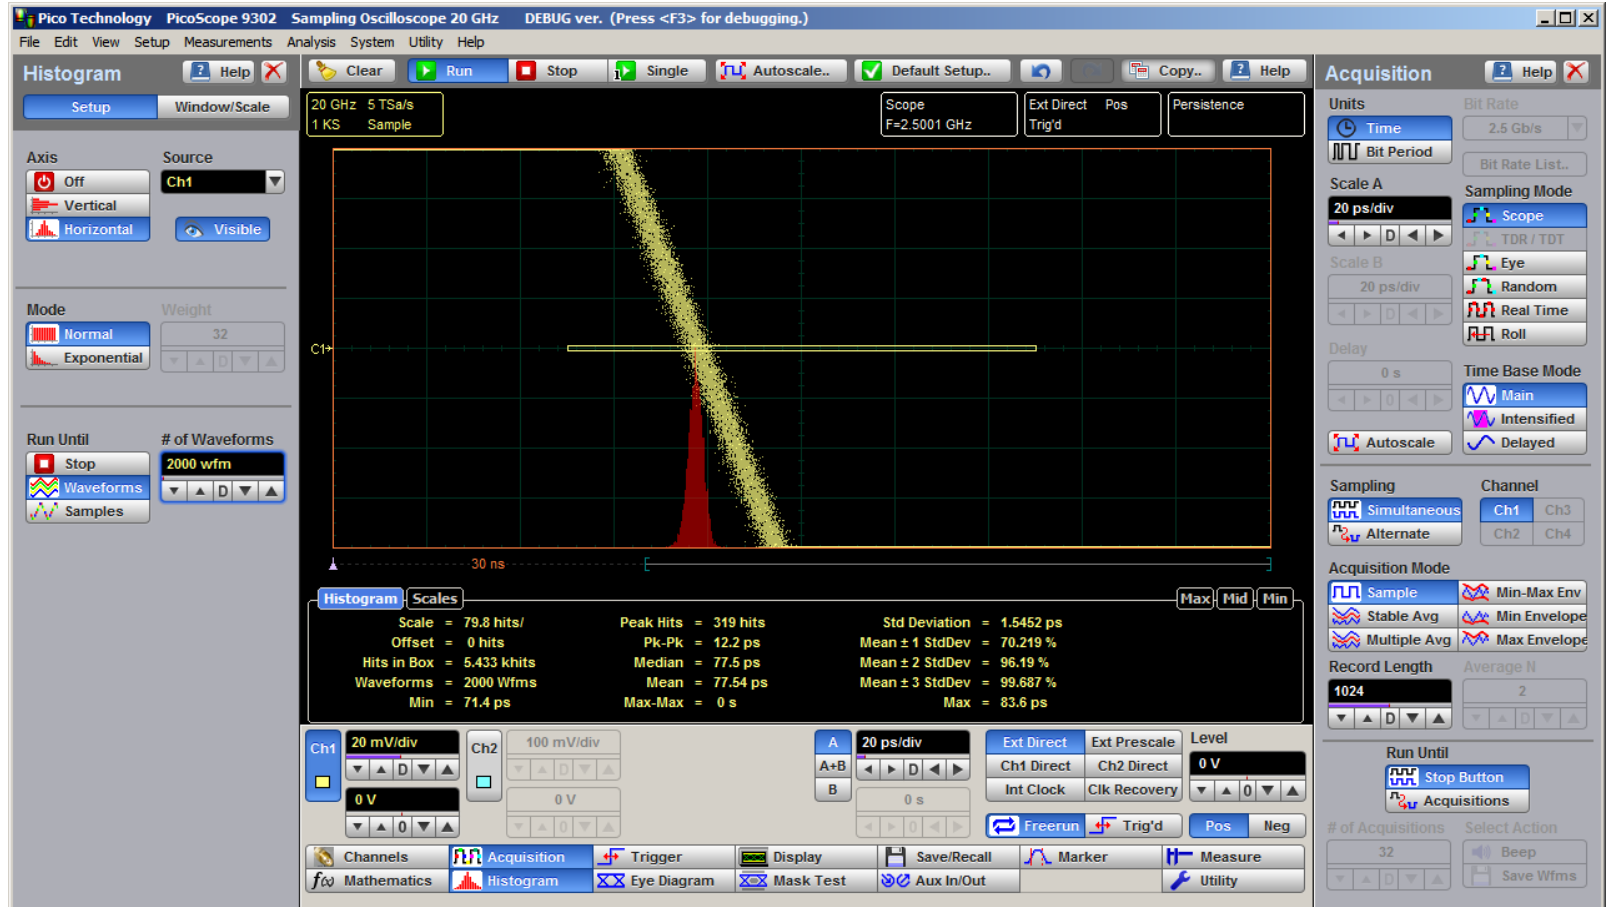 Pico Technology PicoScope 9302 Sampling Oscilloscope 20 GHz DEBUG ver. (Press <F3> for debugging.)
File Edit View Setup Measurements Analysis System Utility Help
Histogram Help
Setup Window/Scale
Axis Source
Off Ch1
Vertical
Horizontal Visible
Mode Weight
Normal 32
Exponential
D
Run Until # of Waveforms
Stop 2000 wfm
Waveforms D
Samples
Clear Run Stop Single Autoscale.. Default Setup.. Copy.. Help
20 GHz 5 TSa/s
1 KS Sample
Scope
F=2.5001 GHz
Ext Direct Pos
Trig'd
Persistence
C1
30 ns
Histogram Scales Max Mid Min
Scale = 79.8 hits/ Peak Hits = 319 hits Std Deviation = 1.5452 ps
Offset = 0 hits Pk-Pk = 12.2 ps Mean ± 1 StdDev = 70.219 %
Hits in Box = 5.433 khits Median = 77.5 ps Mean ± 2 StdDev = 96.19 %
Waveforms = 2000 Wfms Mean = 77.54 ps Mean ± 3 StdDev = 99.687 %
Min = 71.4 ps Max-Max = 0 s Max = 83.6 ps
Ch1 20 mV/div Ch2 100 mV/div A 20 ps/div Ext Direct Ext Prescale Level
D D A+B D Ch1 Direct Ch2 Direct 0 V
0 V 0 V B 0 s Int Clock Clk Recovery 0
0 0 0 Freerun Trig'd Pos Neg
Channels Acquisition Trigger Display Save/Recall Marker Measure
f(x) Mathematics Histogram Eye Diagram Mask Test Aux In/Out Utility
Acquisition Help
Units Bit Rate
Time 2.5 Gb/s
Bit Period Bit Rate List..
Scale A Sampling Mode
20 ps/div Scope
D TDR / TDT
Scale B Eye
20 ps/div Random
D Real Time
Roll
Delay
0 s Time Base Mode
0 Main
Intensified
Autoscale Delayed
Sampling Channel
Simultaneous Ch1 Ch3
Alternate Ch2 Ch4
Acquisition Mode
Sample Min-Max Env
Stable Avg Min Envelope
Multiple Avg Max Envelope
Record Length Average N
1024 2
D D
Run Until
Stop Button
Acquisitions
# of Acquisitions Select Action
32 Beep
D Save Wfms